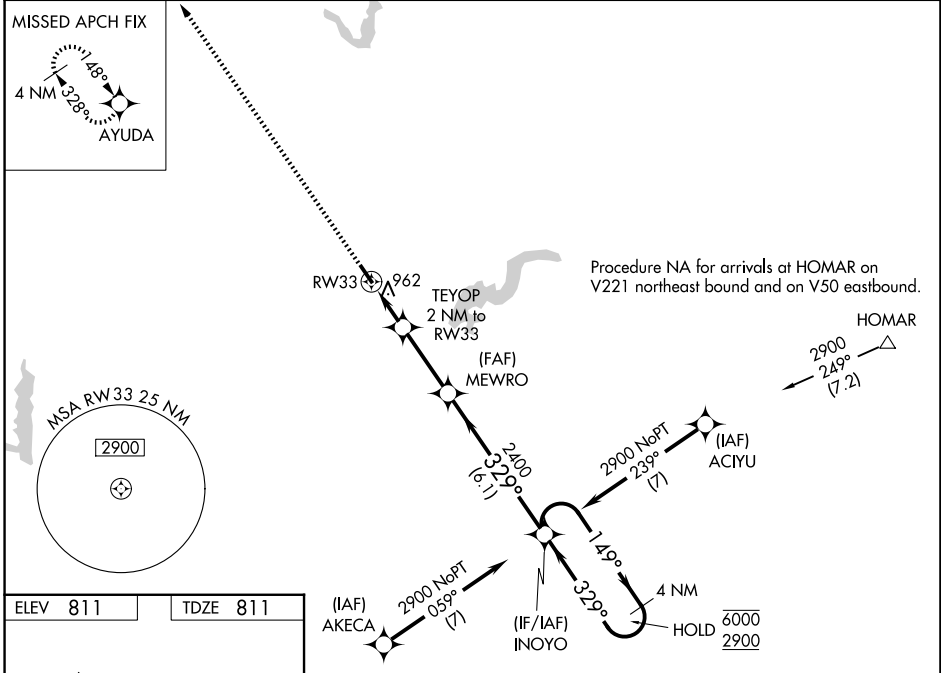 MISSED APCH FIX
148°
4 NM
328°
AYUDA
RW33
962
TEYOP
2 NM to
RW33
(FAF)
MEWRO
Procedure NA for arrivals at HOMAR on
V221 northeast bound and on V50 eastbound.
HOMAR
2900
249°
(7.2)
MSA RW33 25 NM
2900
2400
329°
(6.1)
2900 NoPT
239°
(7)
(IAF)
ACIYU
149°
329°
4 NM
HOLD
6000
2900
(IF/IAF)
INOYO
2900 NoPT
059°
(7)
(IAF)
AKECA
ELEV 811
TDZE 811